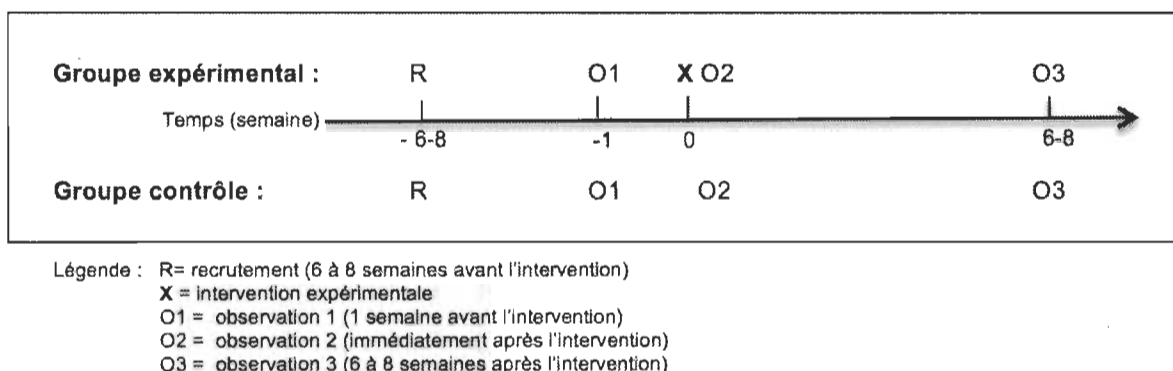 Groupe expérimental : R O1 X O2 O3
Temps (semaine)
- 6-8 -1 0 6-8
Groupe contrôle : R O1 O2 O3
Légende : R= recrutement (6 à 8 semaines avant l'intervention)
X = intervention expérimentale
O1 = observation 1 (1 semaine avant l'intervention)
O2 = observation 2 (immédiatement après l'intervention)
O3 = observation 3 (6 à 8 semaines après l'intervention)